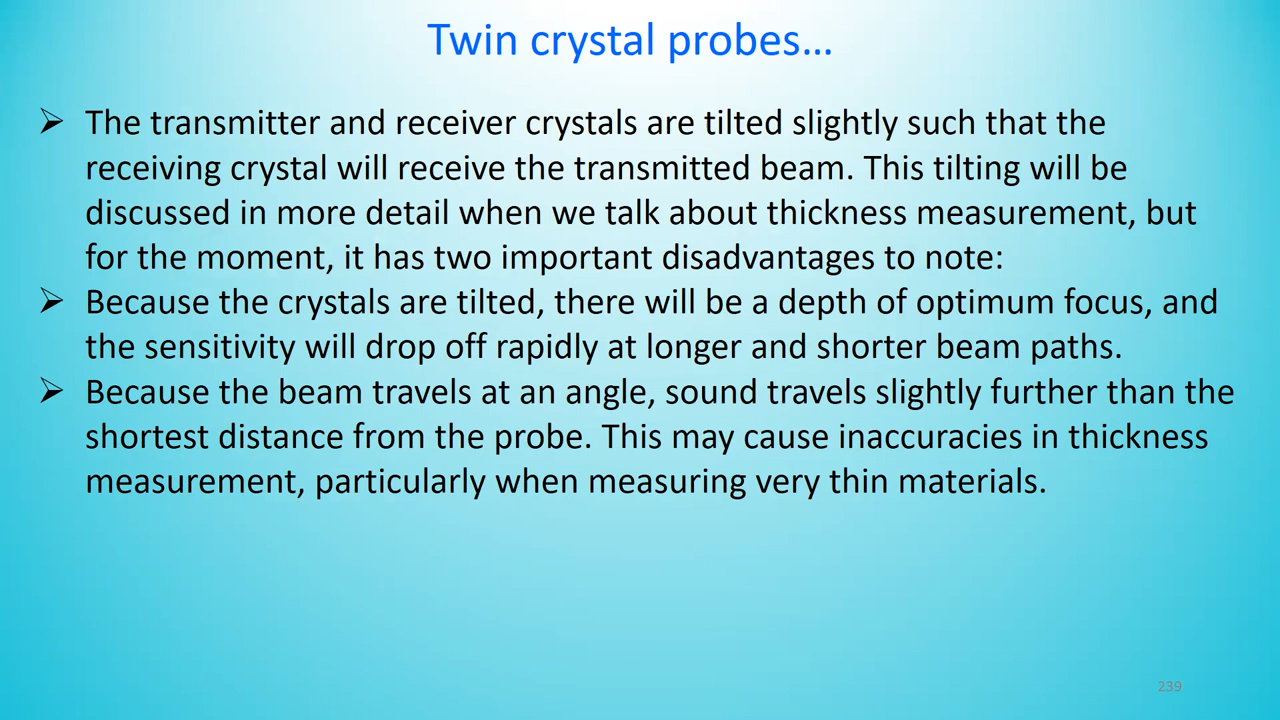 Twin crystal probes…
➢ The transmitter and receiver crystals are tilted slightly such that the
receiving crystal will receive the transmitted beam. This tilting will be
discussed in more detail when we talk about thickness measurement, but
for the moment, it has two important disadvantages to note:
➢ Because the crystals are tilted, there will be a depth of optimum focus, and
the sensitivity will drop off rapidly at longer and shorter beam paths.
➢ Because the beam travels at an angle, sound travels slightly further than the
shortest distance from the probe. This may cause inaccuracies in thickness
measurement, particularly when measuring very thin materials.
239